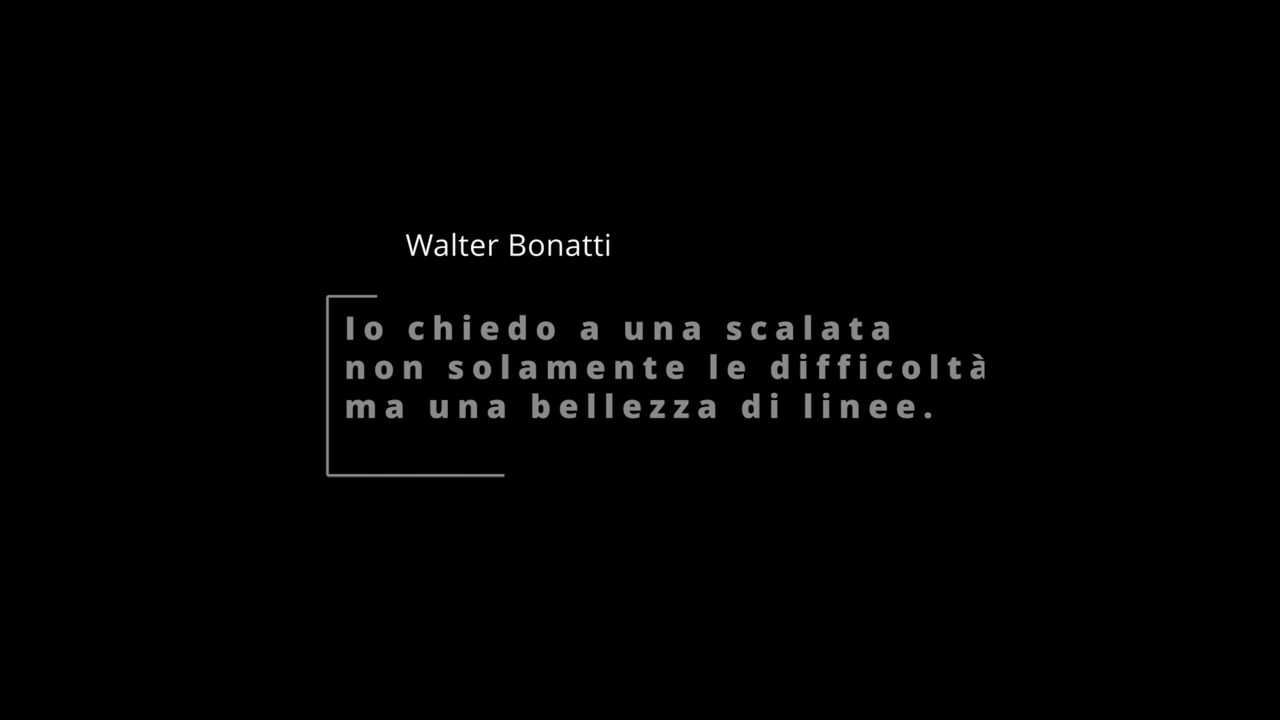 Walter Bonatti
Io chiedo a una scalata
non solamente le difficoltà
ma una bellezza di linee.